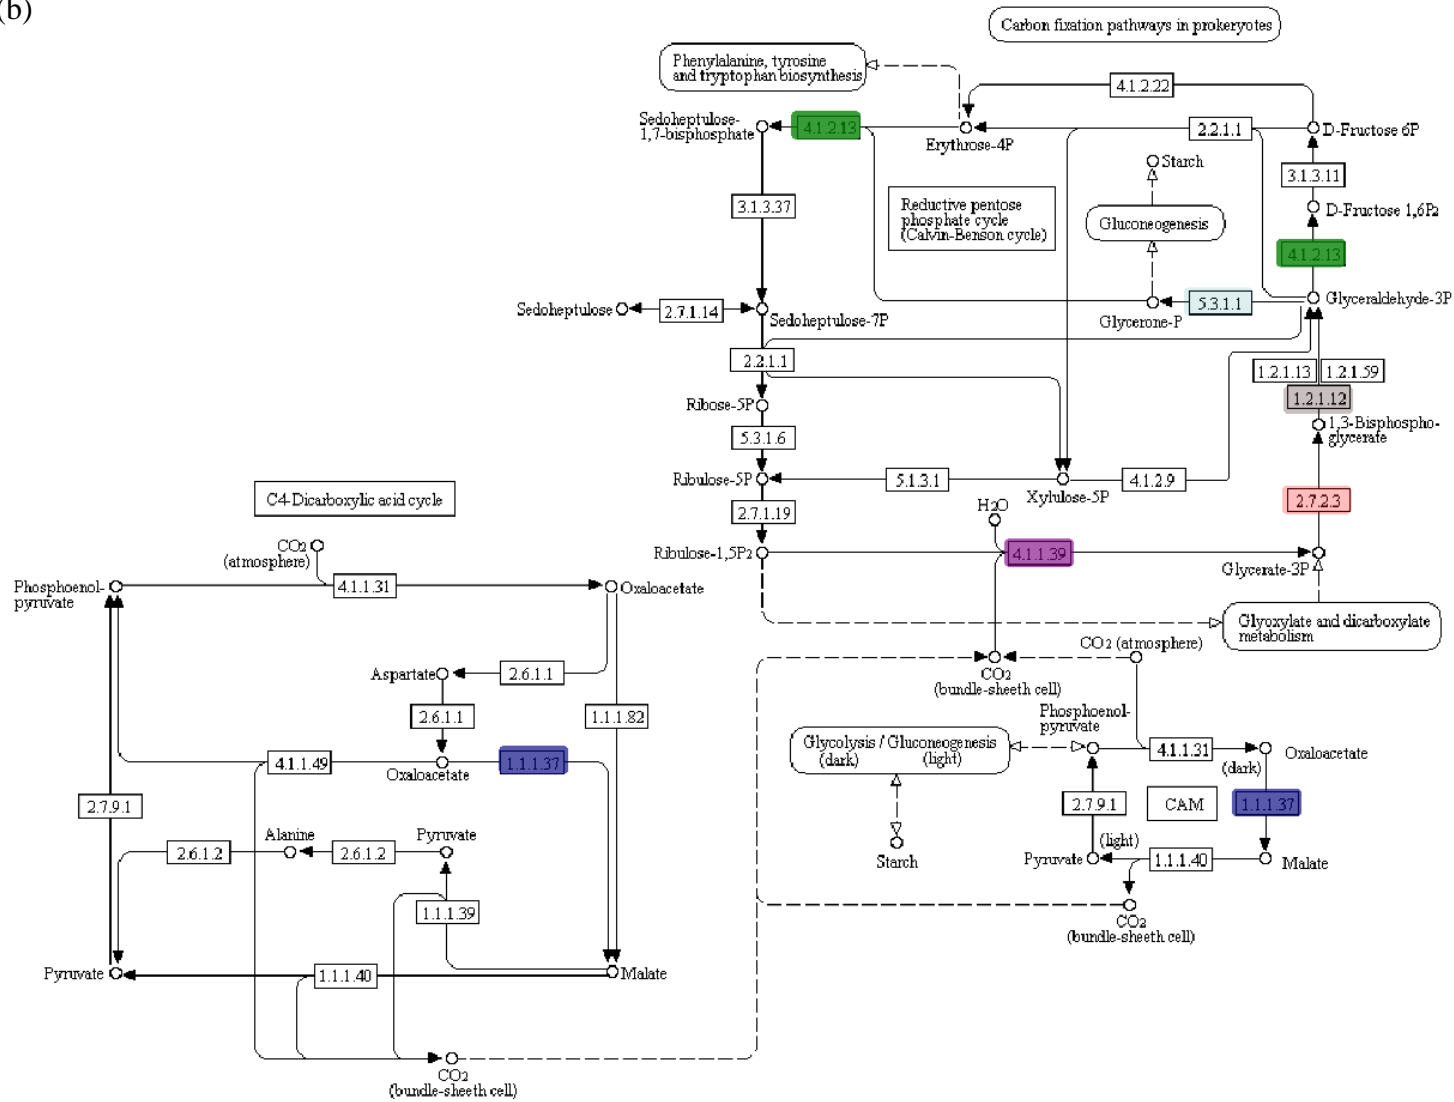 (b)
Carbon fixation pathways in prokeryotes
Phenylalanine, tyrosine
and tryptophan biosynthesis
4.1.2.22
Sedoheptulose-
1,7-bisphosphate
4.1.2.13
Erythrose-4P
2.2.1.1
D-Fructose 6P
Starch
3.1.3.11
3.1.3.37
Reductive pentose
phosphate cycle
(Calvin-Benson cycle)
Gluconeogenesis
D-Fructose 1,6P2
4.1.2.13
Sedoheptulose
2.7.1.14
Sedoheptulose-7P
Glycerone-P
5.3.1.1
Glyceraldehyde-3P
2.2.1.1
1.2.1.13
1.2.1.59
1.2.1.12
Ribose-5P
1,3-Bisphospho-
glycerate
5.3.1.6
Ribulose-5P
5.1.3.1
Xylulose-5P
4.1.2.9
C4-Dicarboxylic acid cycle
2.7.2.3
2.7.1.19
H2O
Ribulose-1,5P2
4.1.1.39
Glycerate-3P
CO2
(atmosphere)
Phosphoenol-
pyruvate
4.1.1.31
Oxaloacetate
Glyoxylate and dicarboxylate
metabolism
CO2 (atmosphere)
Aspartate
2.6.1.1
CO2
(bundle-sheeth cell)
2.6.1.1
1.1.1.82
Phosphoenol-
pyruvate
Glycolysis / Gluconeogenesis
(dark)
(light)
4.1.1.31
Oxaloacetate
(dark)
4.1.1.49
Oxaloacetate
1.1.1.37
2.7.9.1
2.7.9.1
CAM
1.1.1.37
Alanine
Pyruvate
2.6.1.2
2.6.1.2
Starch
(light)
Pyruvate
1.1.1.40
Malate
1.1.1.39
CO2
(bundle-sheeth cell)
Pyruvate
1.1.1.40
Malate
CO2
(bundle-sheeth cell)